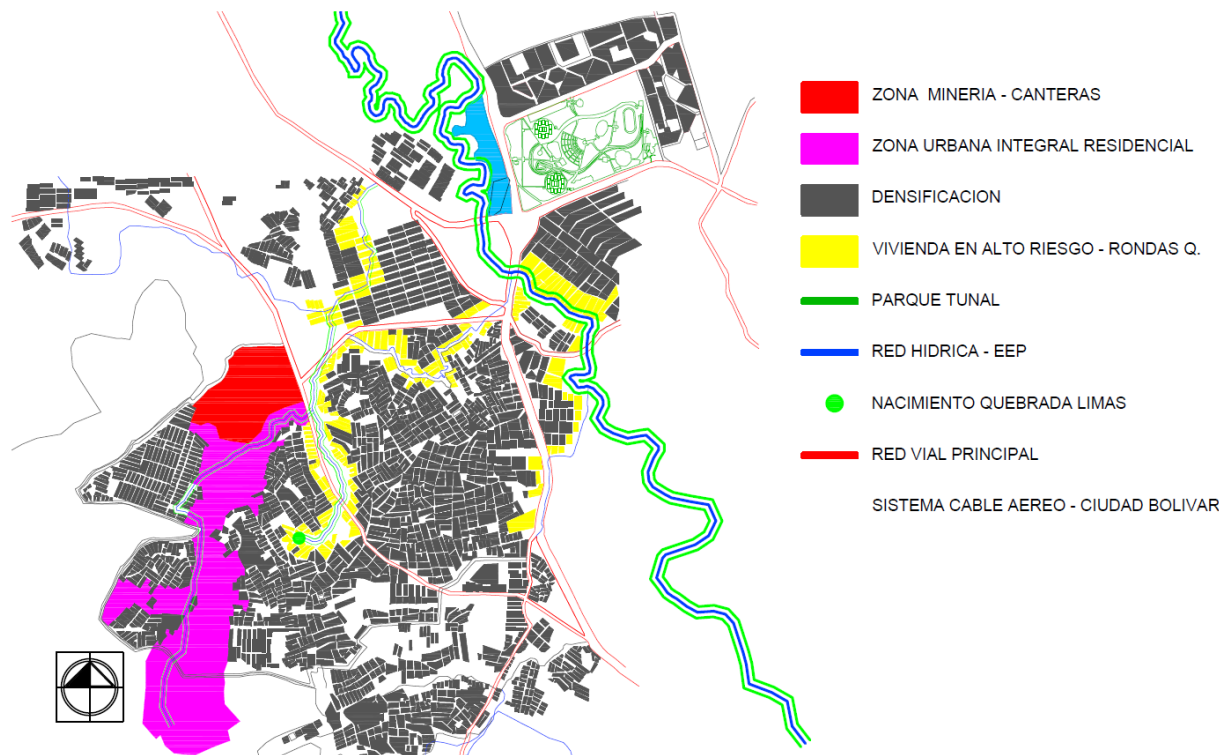 ZONA MINERIA - CANTERAS
ZONA URBANA INTEGRAL RESIDENCIAL
DENSIFICACION
VIVIENDA EN ALTO RIESGO - RONDAS Q.
PARQUE TUNAL
RED HIDRICA - EEP
NACIMIENTO QUEBRADA LIMAS
RED VIAL PRINCIPAL
SISTEMA CABLE AEREO - CIUDAD BOLIVAR